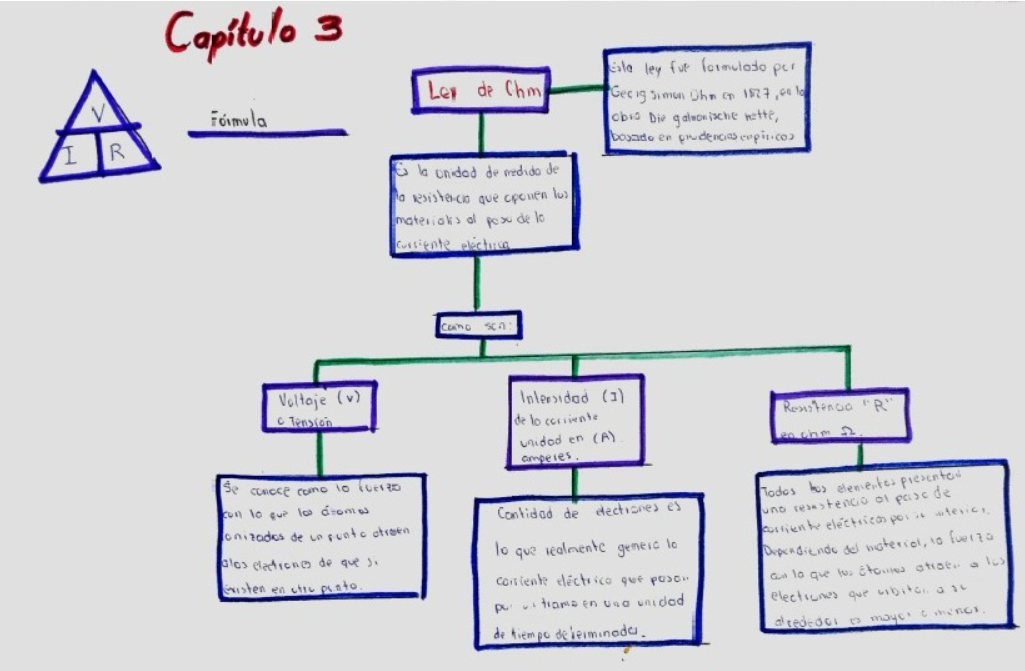 Capítulo 3
V
I R
Fórmula
Ley de Ohm
Esta ley fue formulado por
Georg Simon Ohm en 1827, en la
obra Die galvanische kette,
basado en empíricos
Es la unidad de medida de
la resistencia que oponen los
materiales al paso de la
corriente eléctrica
como son:
Voltaje (v)
o Tensión
Se conoce como la fuerza
con la que los átomos
ionizados de un punto atraen
a los electrones de que si
existen en otro punto.
Intensidad (I)
de la corriente
unidad en (A).
amperes.
Cantidad de electrones es
lo que realmente genera la
corriente eléctrica que pasan
por un tramo en una unidad
de tiempo determinada.
Resistencia "R"
en ohm Ω.
Todos los elementos presentan
una resistencia al paso de
corriente eléctricas por su interior.
Dependiendo del material, la fuerza
con la que los átomos atraen a los
electrones que orbitan a su
alrededor es mayor o menor.